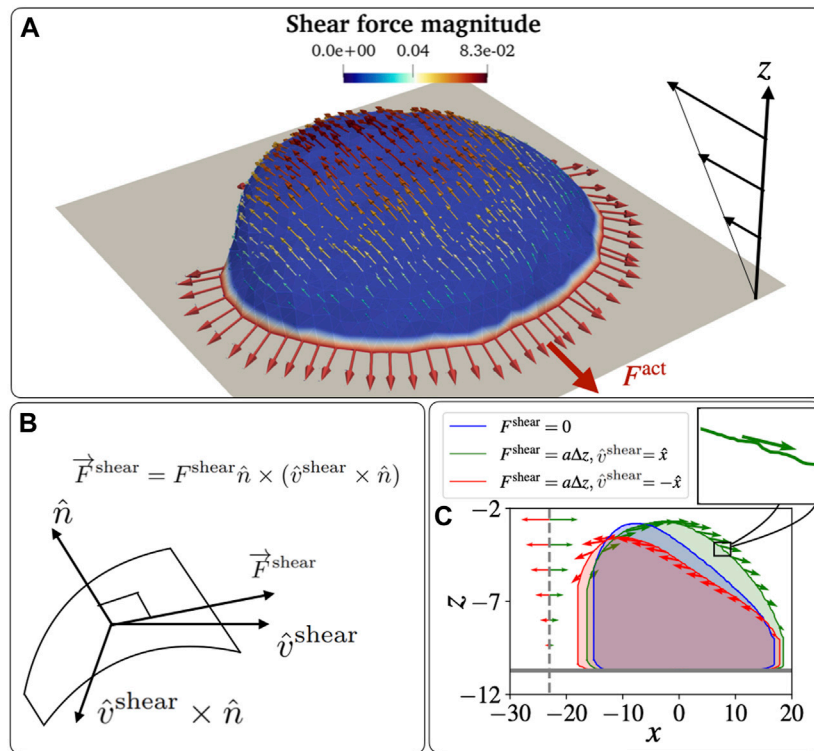 A
Shear force magnitude
0.0e+00 0.04 8.3e-02
z
F^act
B
F^shear = F^shear n̂ × (v̂^shear × n̂)
n̂
F^shear
v̂^shear
v̂^shear × n̂
F^shear = 0
F^shear = aΔz, v̂^shear = x̂
F^shear = aΔz, v̂^shear = −x̂
C
−2
−7
−12
z
−30 −20 −10 0 10 20
x